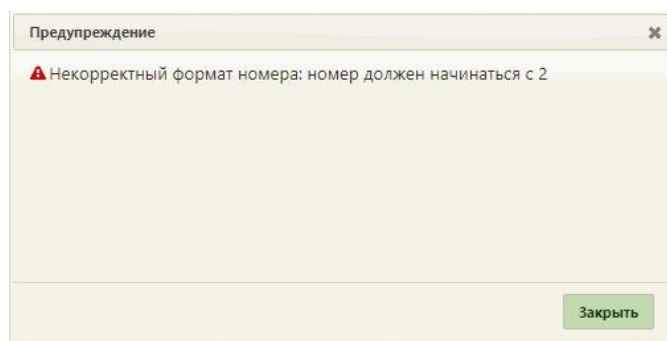 Предупреждение
Некорректный формат номера: номер должен начинаться с 2
Закрыть